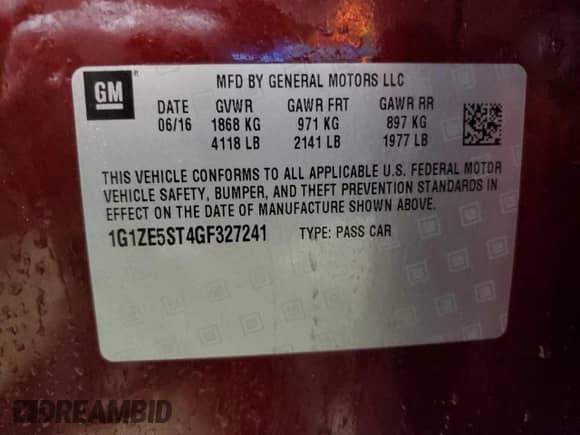 GM
MFD BY GENERAL MOTORS LLC
DATE GVWR GAWR FRT GAWR RR
06/16 1868 KG 971 KG 897 KG
4118 LB 2141 LB 1977 LB
THIS VEHICLE CONFORMS TO ALL APPLICABLE U.S. FEDERAL MOTOR
VEHICLE SAFETY, BUMPER, AND THEFT PREVENTION STANDARDS IN
EFFECT ON THE DATE OF MANUFACTURE SHOWN ABOVE.
1G1ZE5ST4GF327241 TYPE: PASS CAR
DREAMBID